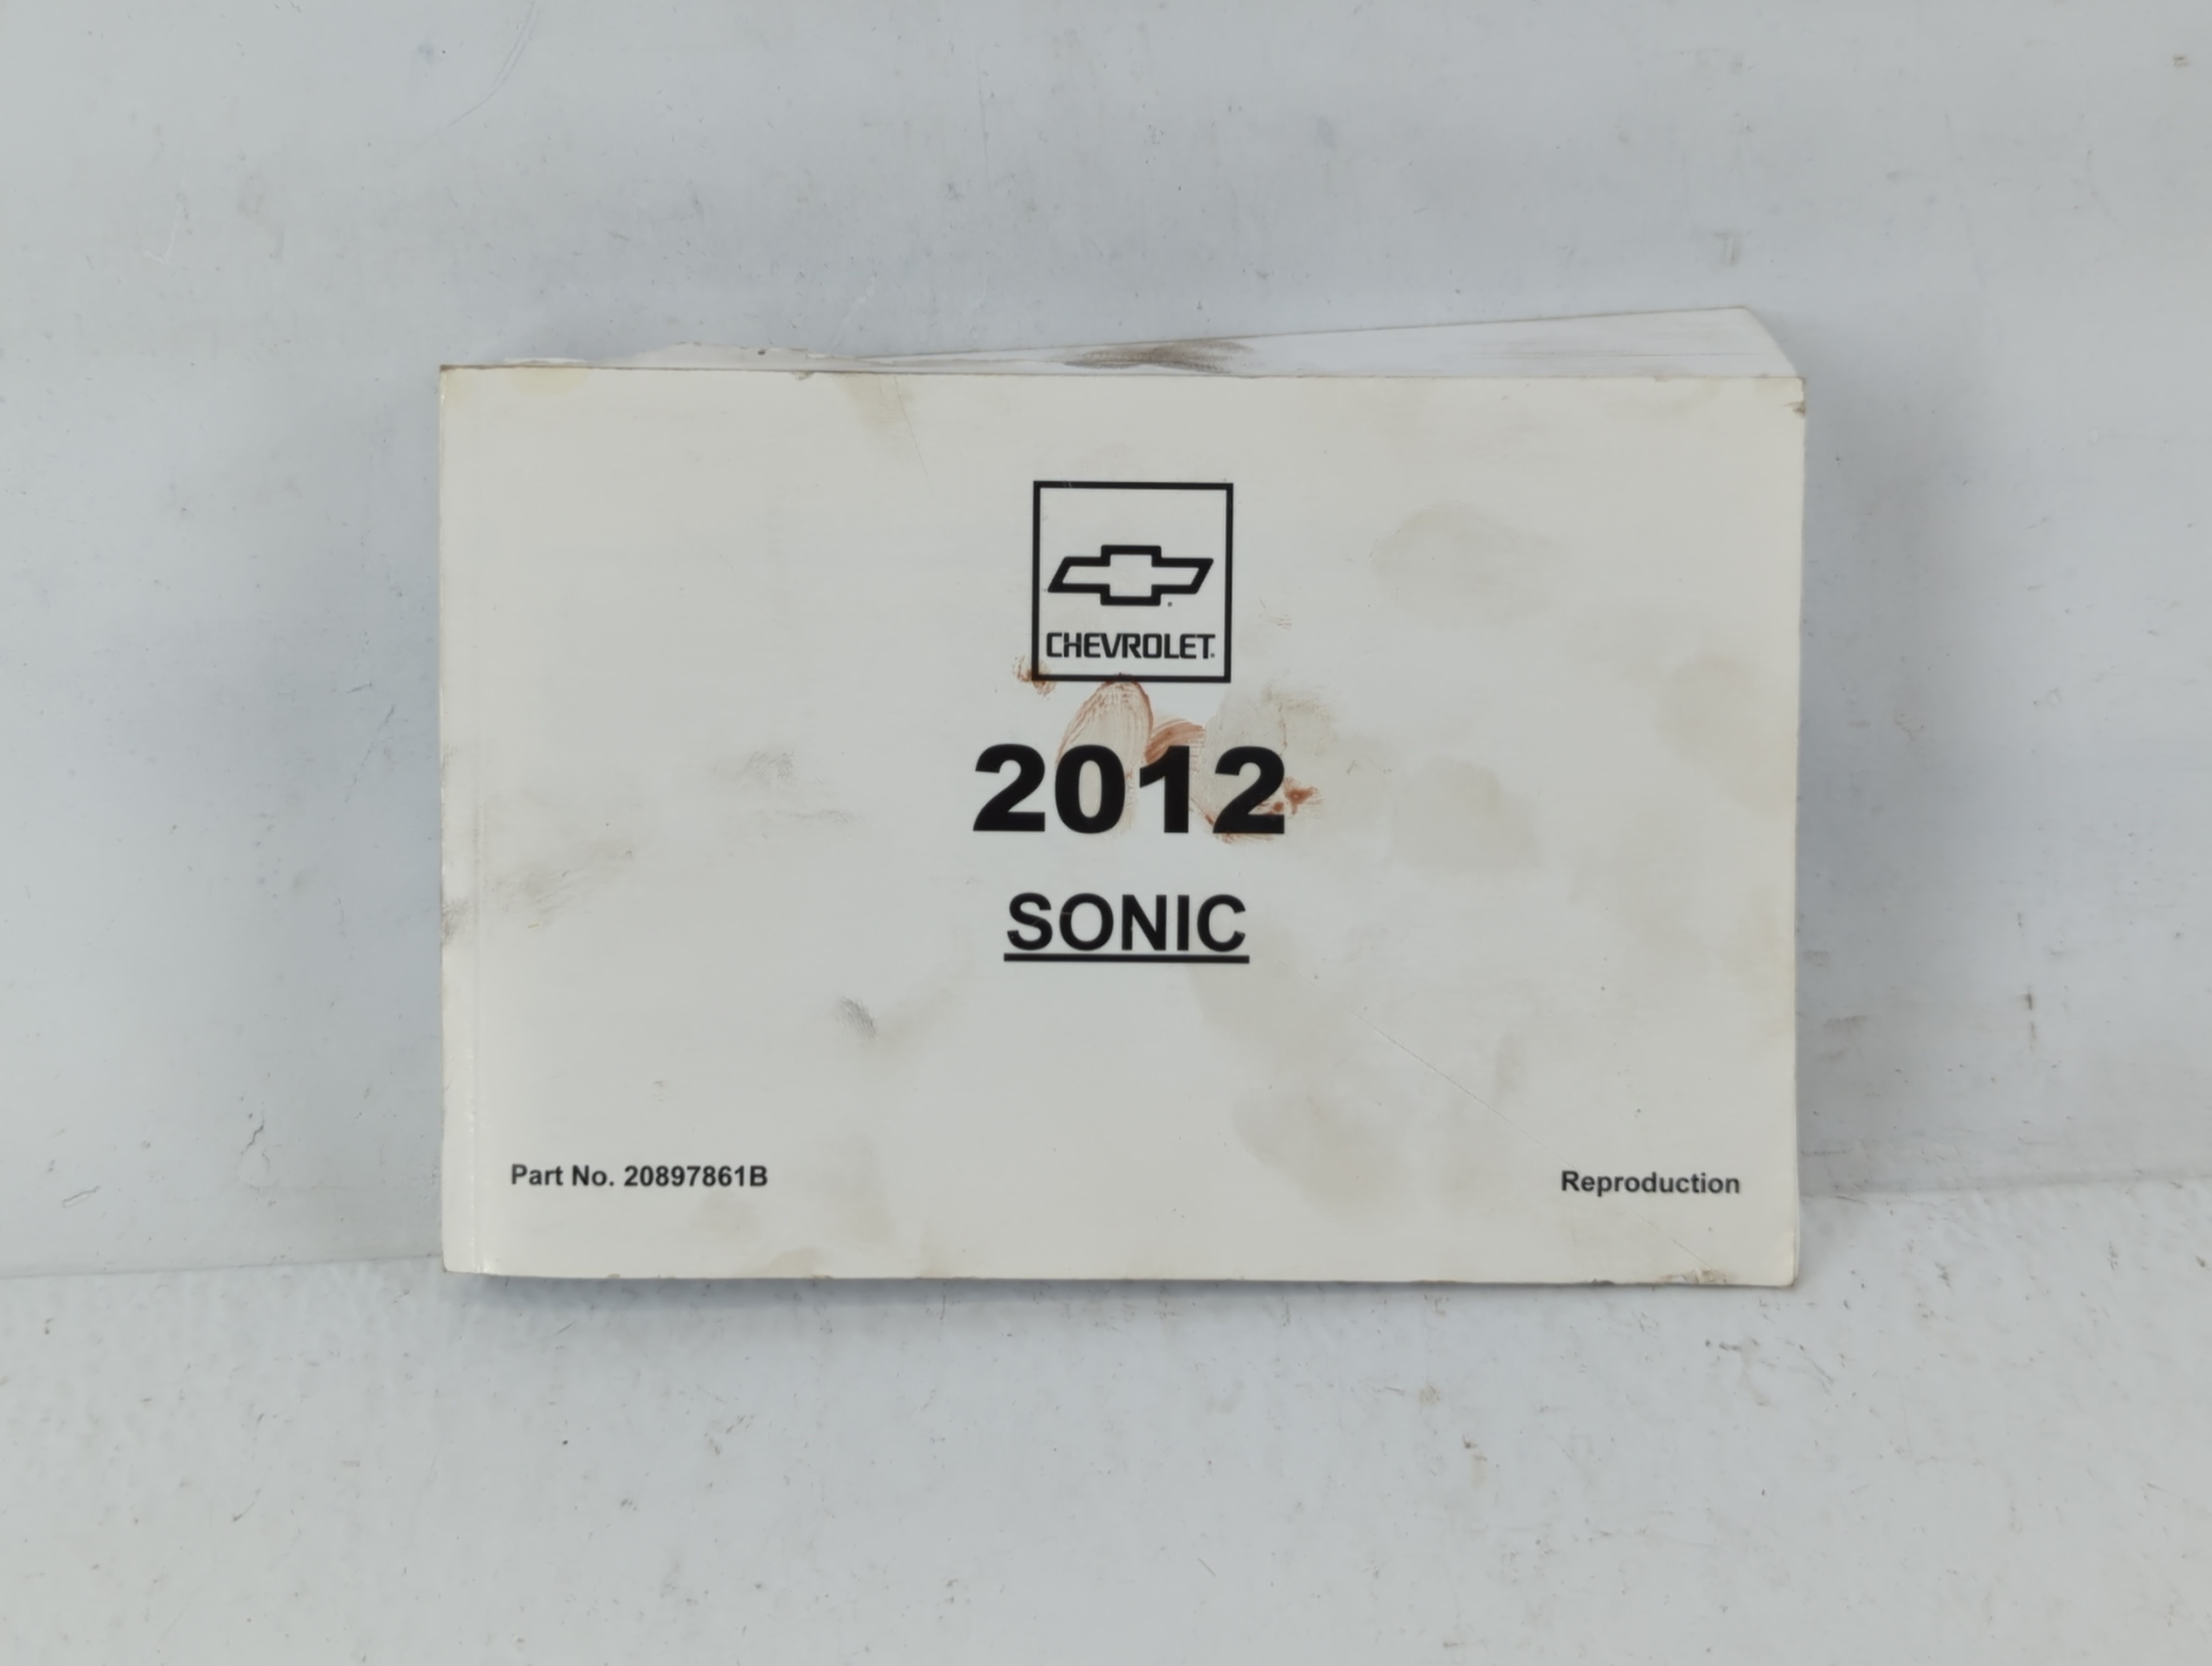 CHEVROLET
2012
SONIC
Part No. 20897861B
Reproduction